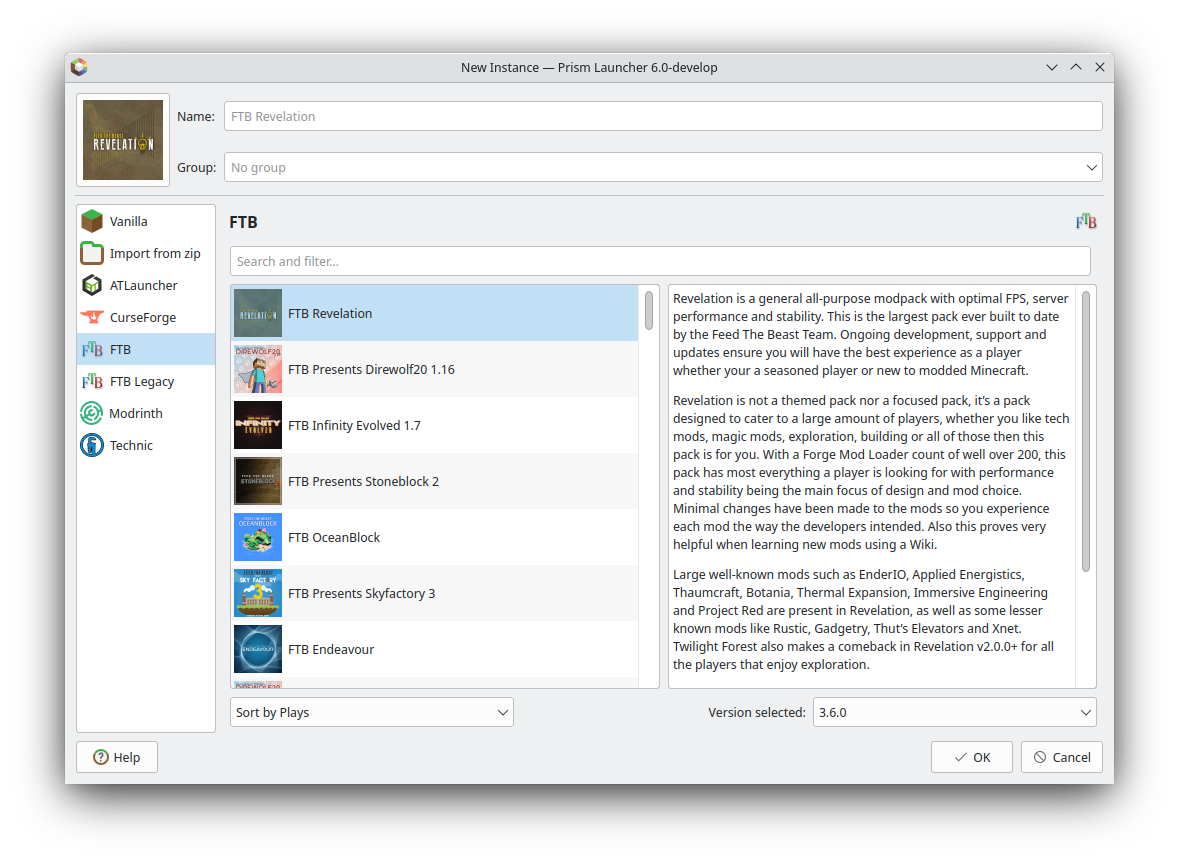 New Instance — Prism Launcher 6.0-develop
REVELATION
Name:
FTB Revelation
Group:
No group
Vanilla
Import from zip
ATLauncher
CurseForge
FTB
FTB Legacy
Modrinth
Technic
FTB
FTB
Search and filter...
REVELATION
FTB Revelation
DIREWOLF20
FTB Presents Direwolf20 1.16
INFINITY
EVOLVED
FTB Infinity Evolved 1.7
STONEBLOCK
FTB Presents Stoneblock 2
OCEANBLOCK
FTB OceanBlock
SKY FACTORY
3
FTB Presents Skyfactory 3
ENDEAVOUR
FTB Endeavour
DIREWOLF20
Revelation is a general all-purpose modpack with optimal FPS, server
performance and stability. This is the largest pack ever built to date
by the Feed The Beast Team. Ongoing development, support and
updates ensure you will have the best experience as a player
whether your a seasoned player or new to modded Minecraft.
Revelation is not a themed pack nor a focused pack, it’s a pack
designed to cater to a large amount of players, whether you like tech
mods, magic mods, exploration, building or all of those then this
pack is for you. With a Forge Mod Loader count of well over 200, this
pack has most everything a player is looking for with performance
and stability being the main focus of design and mod choice.
Minimal changes have been made to the mods so you experience
each mod the way the developers intended. Also this proves very
helpful when learning new mods using a Wiki.
Large well-known mods such as EnderIO, Applied Energistics,
Thaumcraft, Botania, Thermal Expansion, Immersive Engineering
and Project Red are present in Revelation, as well as some lesser
known mods like Rustic, Gadgetry, Thut’s Elevators and Xnet.
Twilight Forest also makes a comeback in Revelation v2.0.0+ for all
the players that enjoy exploration.
Sort by Plays
Version selected:
3.6.0
Help
OK
Cancel